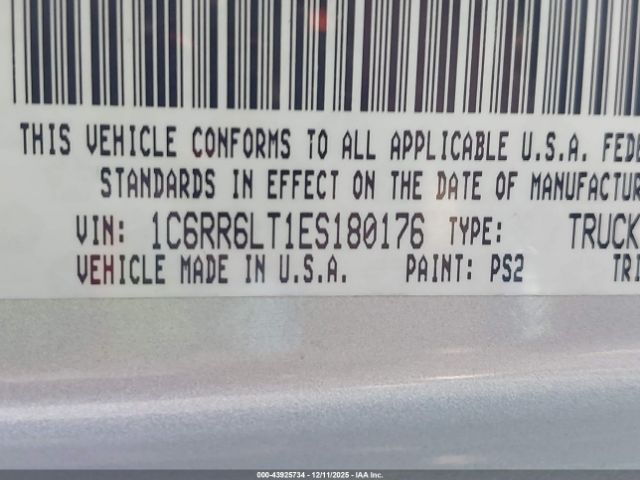 THIS VEHICLE CONFORMS TO ALL APPLICABLE U.S.A. FEDE
STANDARDS IN EFFECT ON THE DATE OF MANUFACTUR
VIN: 1C6RR6LT1ES180176 TYPE: TRUCK
VEHICLE MADE IN U.S.A. PAINT: PS2 TRI
000-43925734 - 12/11/2025 - IAA Inc.